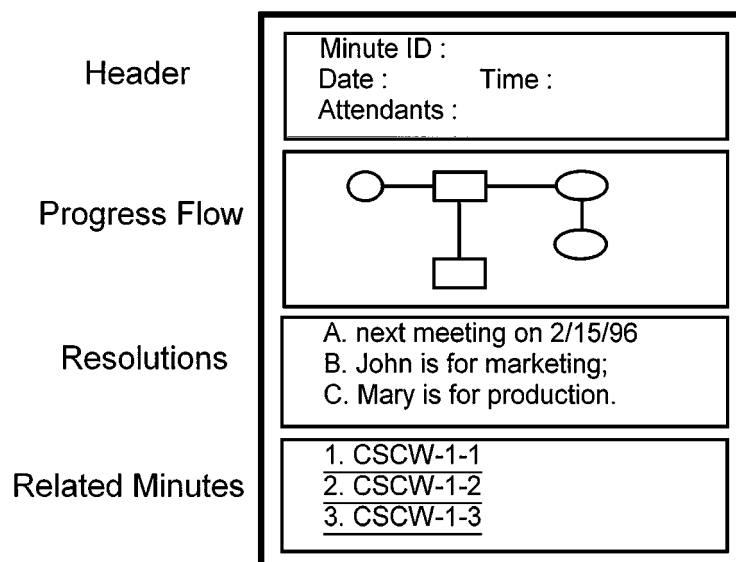 Header
Minute ID :
Date : Time :
Attendants :
Progress Flow
Resolutions
A. next meeting on 2/15/96
B. John is for marketing;
C. Mary is for production.
Related Minutes
1. CSCW-1-1
2. CSCW-1-2
3. CSCW-1-3